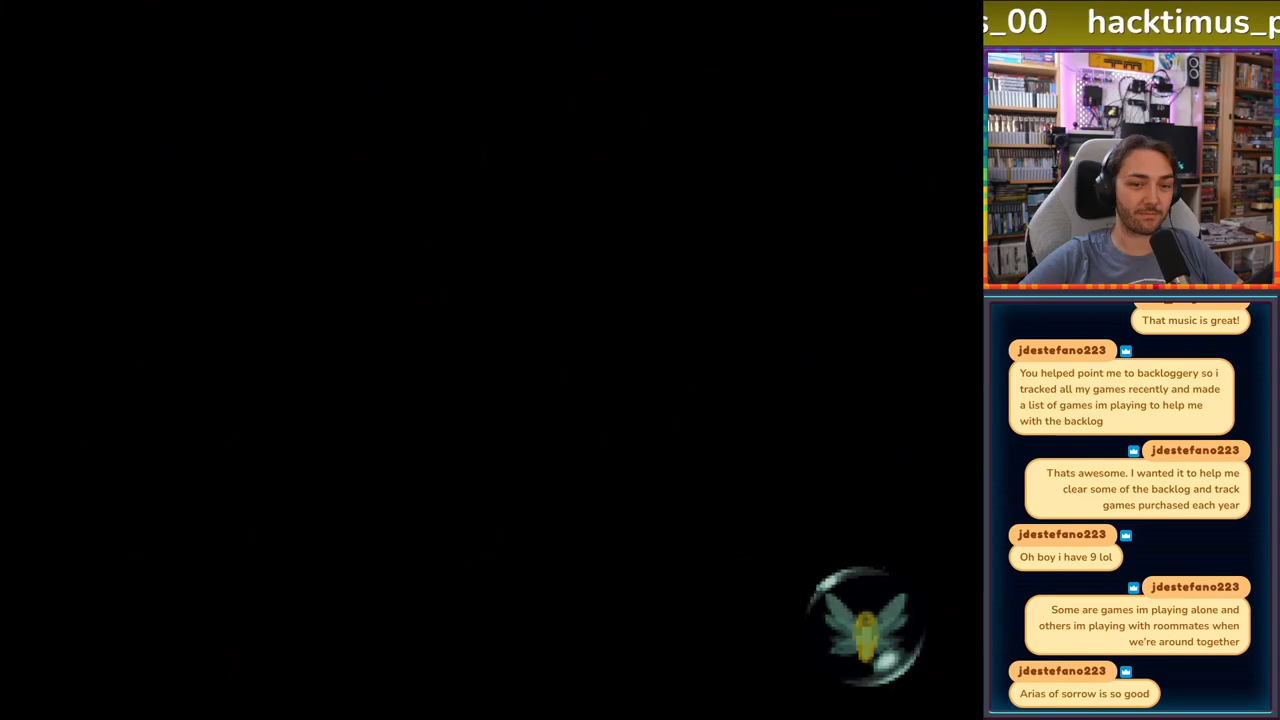 s_00 hacktimus_p
TM
That music is great!
jdestefano223
You helped point me to backloggery so i
tracked all my games recently and made
a list of games im playing to help me
with the backlog
jdestefano223
Thats awesome. I wanted it to help me
clear some of the backlog and track
games purchased each year
jdestefano223
Oh boy i have 9 lol
jdestefano223
Some are games im playing alone and
others im playing with roommates when
we're around together
jdestefano223
Arias of sorrow is so good